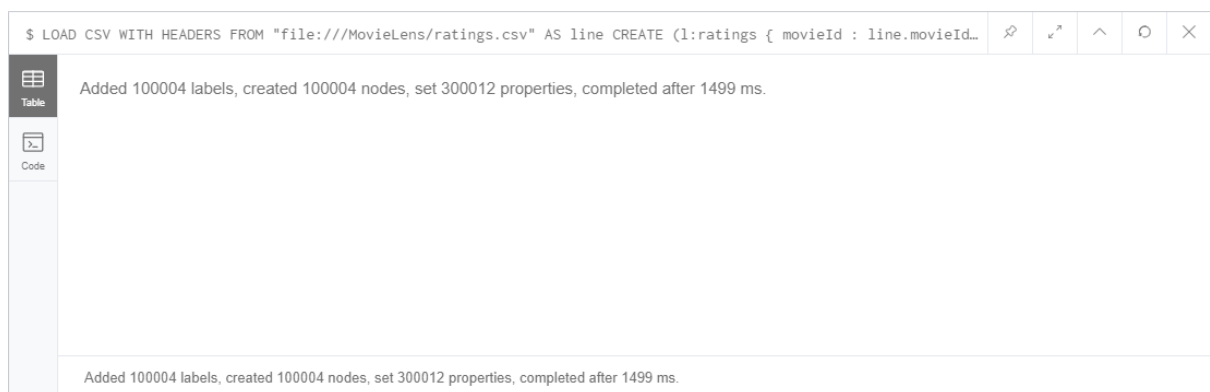 $ LOAD CSV WITH HEADERS FROM "file:///MovieLens/ratings.csv" AS line CREATE (l:ratings { movieId : line.movieId…
Table
Added 100004 labels, created 100004 nodes, set 300012 properties, completed after 1499 ms.
Code
Added 100004 labels, created 100004 nodes, set 300012 properties, completed after 1499 ms.